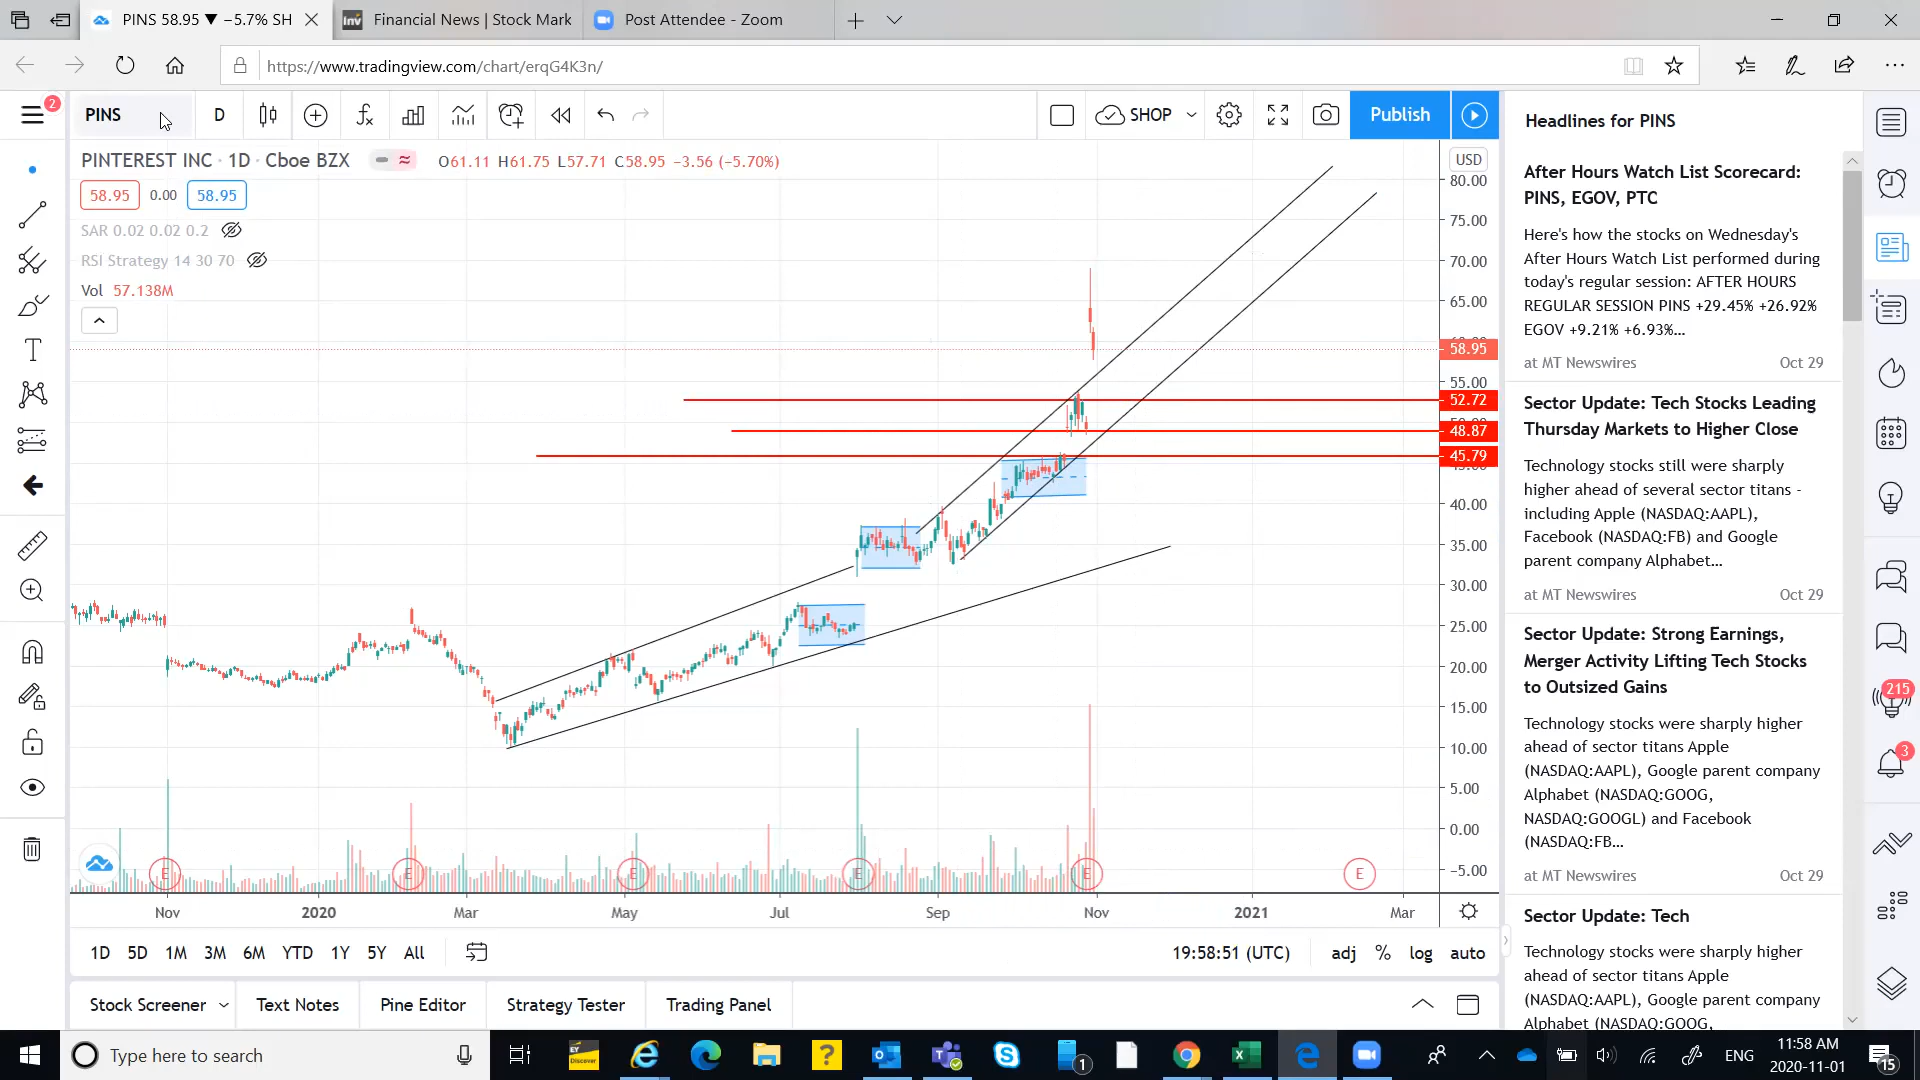 PINS 58.95 ▼ −5.7% SH
Financial News | Stock Mark
Post Attendee - Zoom
https://www.tradingview.com/chart/erqG4K3n/
2
PINS
D
SHOP
Publish
PINTEREST INC · 1D · Cboe BZX
O61.11 H61.75 L57.71 C58.95 −3.56 (−5.70%)
USD
58.95
0.00
58.95
SAR 0.02 0.02 0.2
RSI Strategy 14 30 70
Vol 57.138M
80.00
75.00
70.00
65.00
58.95
55.00
52.72
48.87
45.79
40.00
35.00
30.00
25.00
20.00
15.00
10.00
5.00
0.00
−5.00
E
E
E
E
E
E
Nov
2020
Mar
May
Jul
Sep
Nov
2021
Mar
1D
5D
1M
3M
6M
YTD
1Y
5Y
All
19:58:51 (UTC)
adj
%
log
auto
Stock Screener
Text Notes
Pine Editor
Strategy Tester
Trading Panel
Headlines for PINS
After Hours Watch List Scorecard:
PINS, EGOV, PTC
Here's how the stocks on Wednesday's
After Hours Watch List performed during
today's regular session: AFTER HOURS
REGULAR SESSION PINS +29.45% +26.92%
EGOV +9.21% +6.93%...
at MT Newswires
Oct 29
Sector Update: Tech Stocks Leading
Thursday Markets to Higher Close
Technology stocks still were sharply
higher ahead of several sector titans -
including Apple (NASDAQ:AAPL),
Facebook (NASDAQ:FB) and Google
parent company Alphabet...
at MT Newswires
Oct 29
Sector Update: Strong Earnings,
Merger Activity Lifting Tech Stocks
to Outsized Gains
Technology stocks were sharply higher
ahead of sector titans Apple
(NASDAQ:AAPL), Google parent company
Alphabet (NASDAQ:GOOG,
NASDAQ:GOOGL) and Facebook
(NASDAQ:FB...
at MT Newswires
Oct 29
Sector Update: Tech
Technology stocks were sharply higher
ahead of sector titans Apple
(NASDAQ:AAPL), Google parent company
Alphabet (NASDAQ:GOOG,
215
3
Type here to search
EY
Discover
1
ENG
11:58 AM
2020-11-01
15